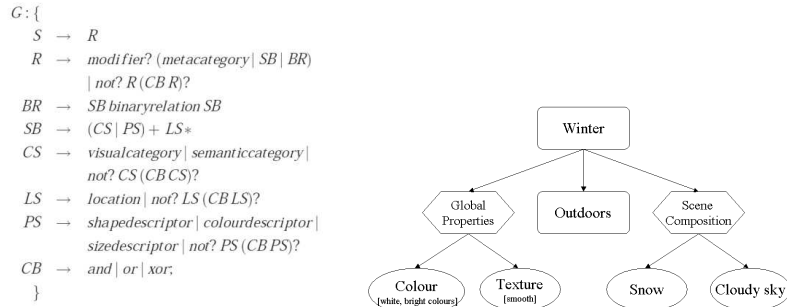 G:{
S → R
R → modifier? (metacategory | SB | BR)
| not? R (CB R)?
BR → SB binaryrelation SB
SB → (CS | PS) + LS*
CS → visualcategory | semanticcategory |
not? CS (CB CS)?
LS → location | not? LS (CB LS)?
PS → shapedescriptor | colourdescriptor |
sizedescriptor | not? PS (CB PS)?
CB → and | or | xor;
}
Winter
Global
Properties
Outdoors
Scene
Composition
Colour
[white, bright colours]
Texture
[smooth]
Snow
Cloudy sky